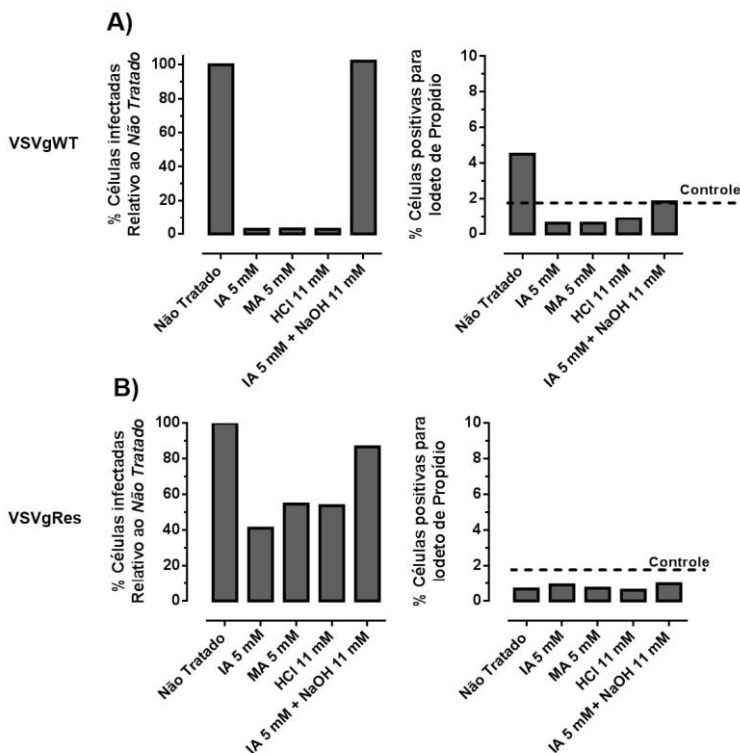 A)
VSVgWT
% Células infectadas
Relativo ao Não Tratado
100
80
60
40
20
0
Não Tratado
IA 5 mM
MA 5 mM
HCl 11 mM
IA 5 mM + NaOH 11 mM
% Células positivas para
Iodeto de Propídio
10
8
6
4
2
0
Controle
Não Tratado
IA 5 mM
MA 5 mM
HCl 11 mM
IA 5 mM + NaOH 11 mM
B)
VSVgRes
% Células infectadas
Relativo ao Não Tratado
100
80
60
40
20
0
Não Tratado
IA 5 mM
MA 5 mM
HCl 11 mM
IA 5 mM + NaOH 11 mM
% Células positivas para
Iodeto de Propídio
10
8
6
4
2
0
Controle
Não Tratado
IA 5 mM
MA 5 mM
HCl 11 mM
IA 5 mM + NaOH 11 mM